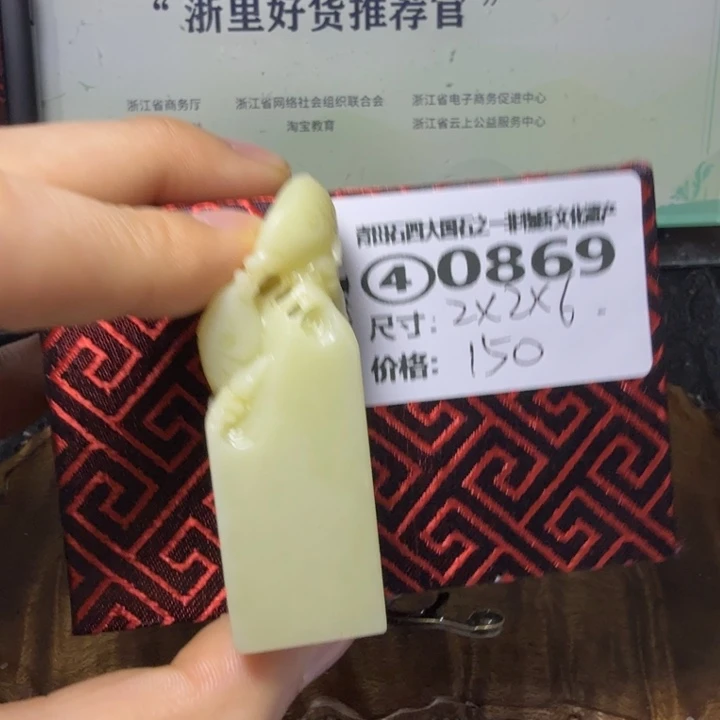 “浙里好货推荐官”
浙江省商务厅 浙江省网络社会组织联合会 浙江省电子商务促进中心
淘宝教育 浙江省云上公益服务中心
青田石四大国石之一非物质文化遗产
④0869
尺寸: 2X2X6.
价格: 150